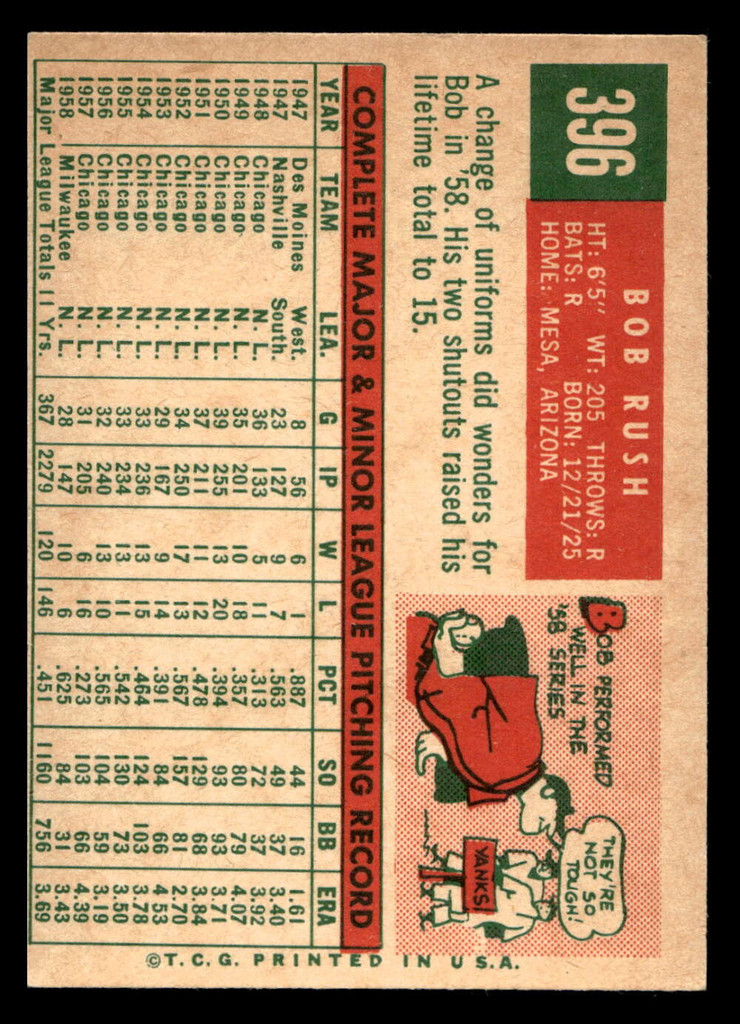 396
BOB RUSH
HT: 6'5" WT: 205 THROWS: R
BATS: R BORN: 12/21/25
HOME: MESA, ARIZONA
A change of uniforms did wonders for
Bob in '58. His two shutouts raised his
lifetime total to 15.
BOB PERFORMED
WELL IN THE
'58 SERIES
THEY'RE
NOT SO
TOUGH!
YANKS
COMPLETE MAJOR & MINOR LEAGUE PITCHING RECORD
YEAR TEAM LEA. G IP W L PCT SO BB ERA
1947 Des Moines West. 8 56 6 1 .887 44 16 1.61
1947 Nashville South. 23 127 9 7 .563 49 37 3.40
1948 Chicago N. L. 36 133 5 11 .313 72 37 3.92
1949 Chicago N. L. 35 201 10 18 .357 80 79 4.07
1950 Chicago N. L. 39 255 13 20 .394 93 93 3.71
1951 Chicago N. L. 37 211 11 12 .478 129 68 3.84
1952 Chicago N. L. 34 250 17 13 .567 157 81 2.70
1953 Chicago N. L. 29 167 9 14 .391 84 66 4.53
1954 Chicago N. L. 33 236 13 15 .464 124 103 3.78
1955 Chicago N. L. 33 234 13 11 .542 130 73 3.50
1956 Chicago N. L. 32 240 13 10 .565 104 59 3.19
1957 Chicago N. L. 31 205 6 16 .273 103 66 4.39
1958 Milwaukee N. L. 28 147 10 6 .625 84 31 3.43
Major League Totals 11 Yrs. 367 2279 120 146 .451 1160 756 3.69
©T.C.G. PRINTED IN U.S.A.